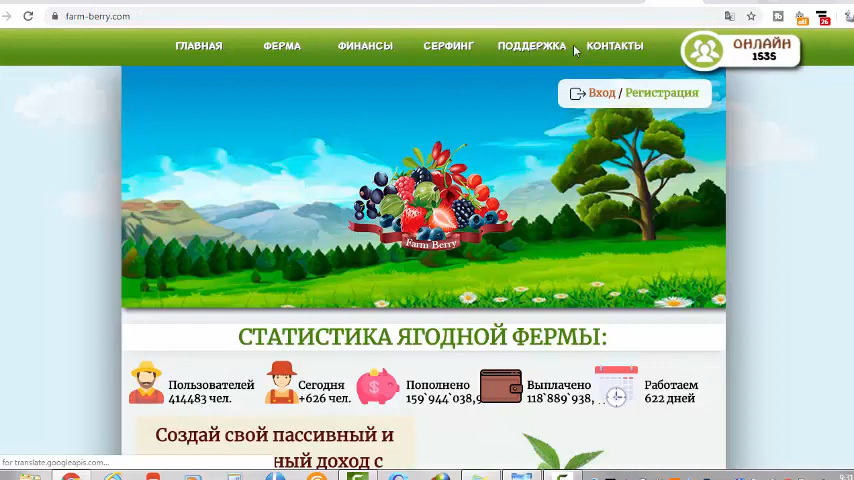 farm-berry.com
26
ГЛАВНАЯ ФЕРМА ФИНАНСЫ СЕРФИНГ ПОДДЕРЖКА КОНТАКТЫ
ОНЛАЙН
1535
Вход / Регистрация
Farm Berry
СТАТИСТИКА ЯГОДНОЙ ФЕРМЫ:
Пользователей Сегодня Пополнено Выплачено Работаем
414483 чел. +626 чел. 159`944`038,9 118`889`938, 622 дней
Создай свой пассивный и
ный доход с
for translate.googleapis.com...